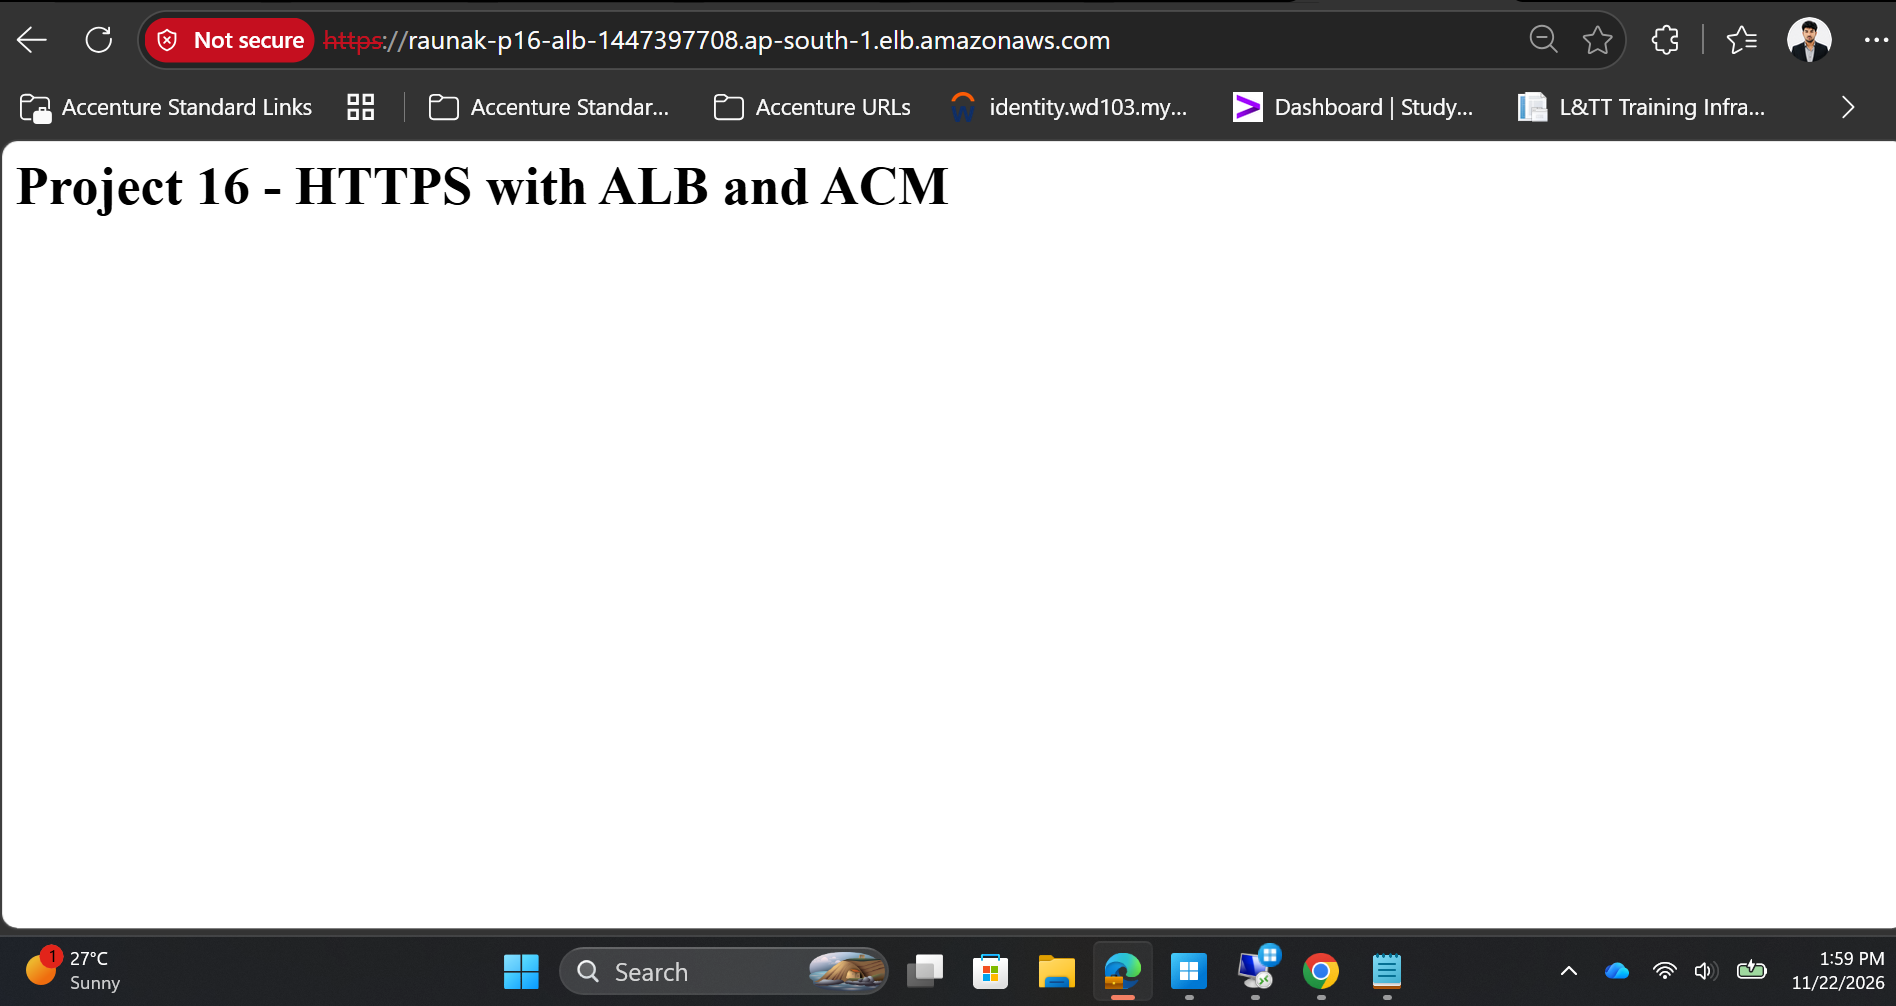 Not secure https://raunak-p16-alb-1447397708.ap-south-1.elb.amazonaws.com
Accenture Standard Links Accenture Standar... Accenture URLs identity.wd103.my... Dashboard | Study... L&TT Training Infra...
Project 16 - HTTPS with ALB and ACM
1 27°C
Sunny
Search
1:59 PM
11/22/2026